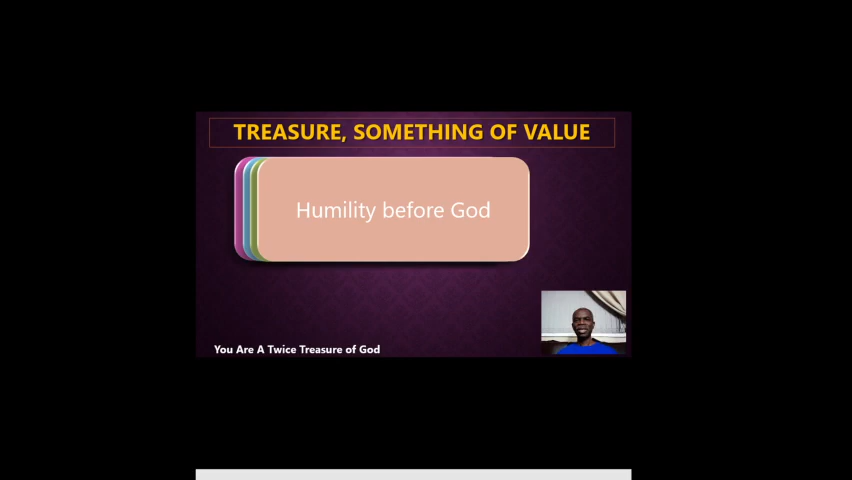 TREASURE, SOMETHING OF VALUE
Humility before God
You Are A Twice Treasure of God